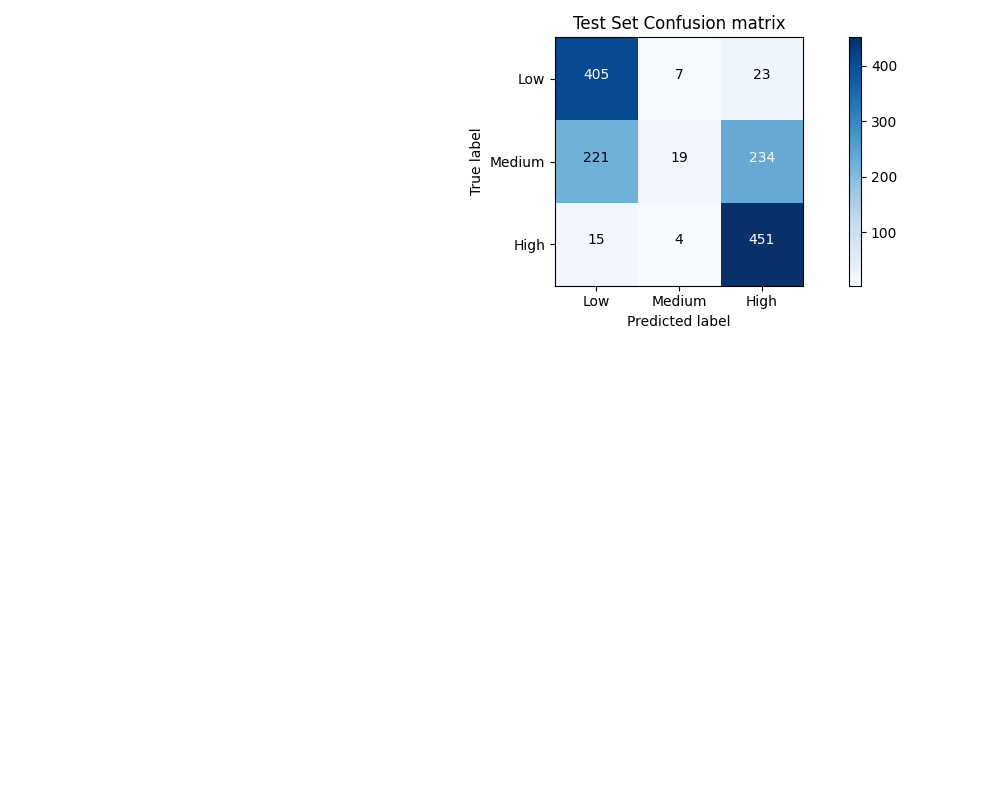 Test Set Confusion matrix
True label
Low 405 7 23
Medium 221 19 234
High 15 4 451
Low Medium High
Predicted label
400
300
200
100